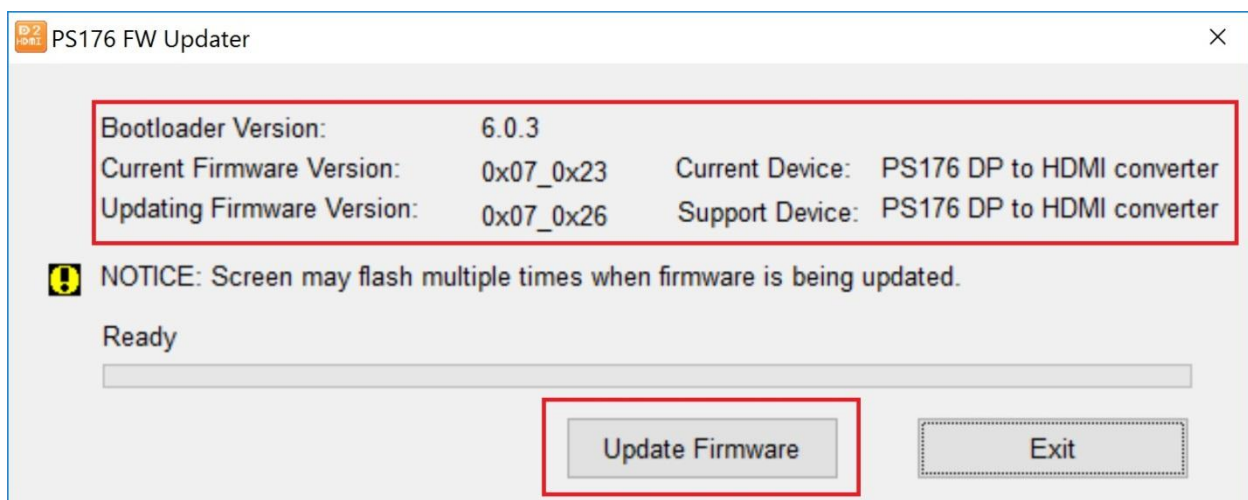 D2
HDMI
PS176 FW Updater
Bootloader Version: 6.0.3
Current Firmware Version: 0x07_0x23 Current Device: PS176 DP to HDMI converter
Updating Firmware Version: 0x07_0x26 Support Device: PS176 DP to HDMI converter
NOTICE: Screen may flash multiple times when firmware is being updated.
Ready
Update Firmware Exit